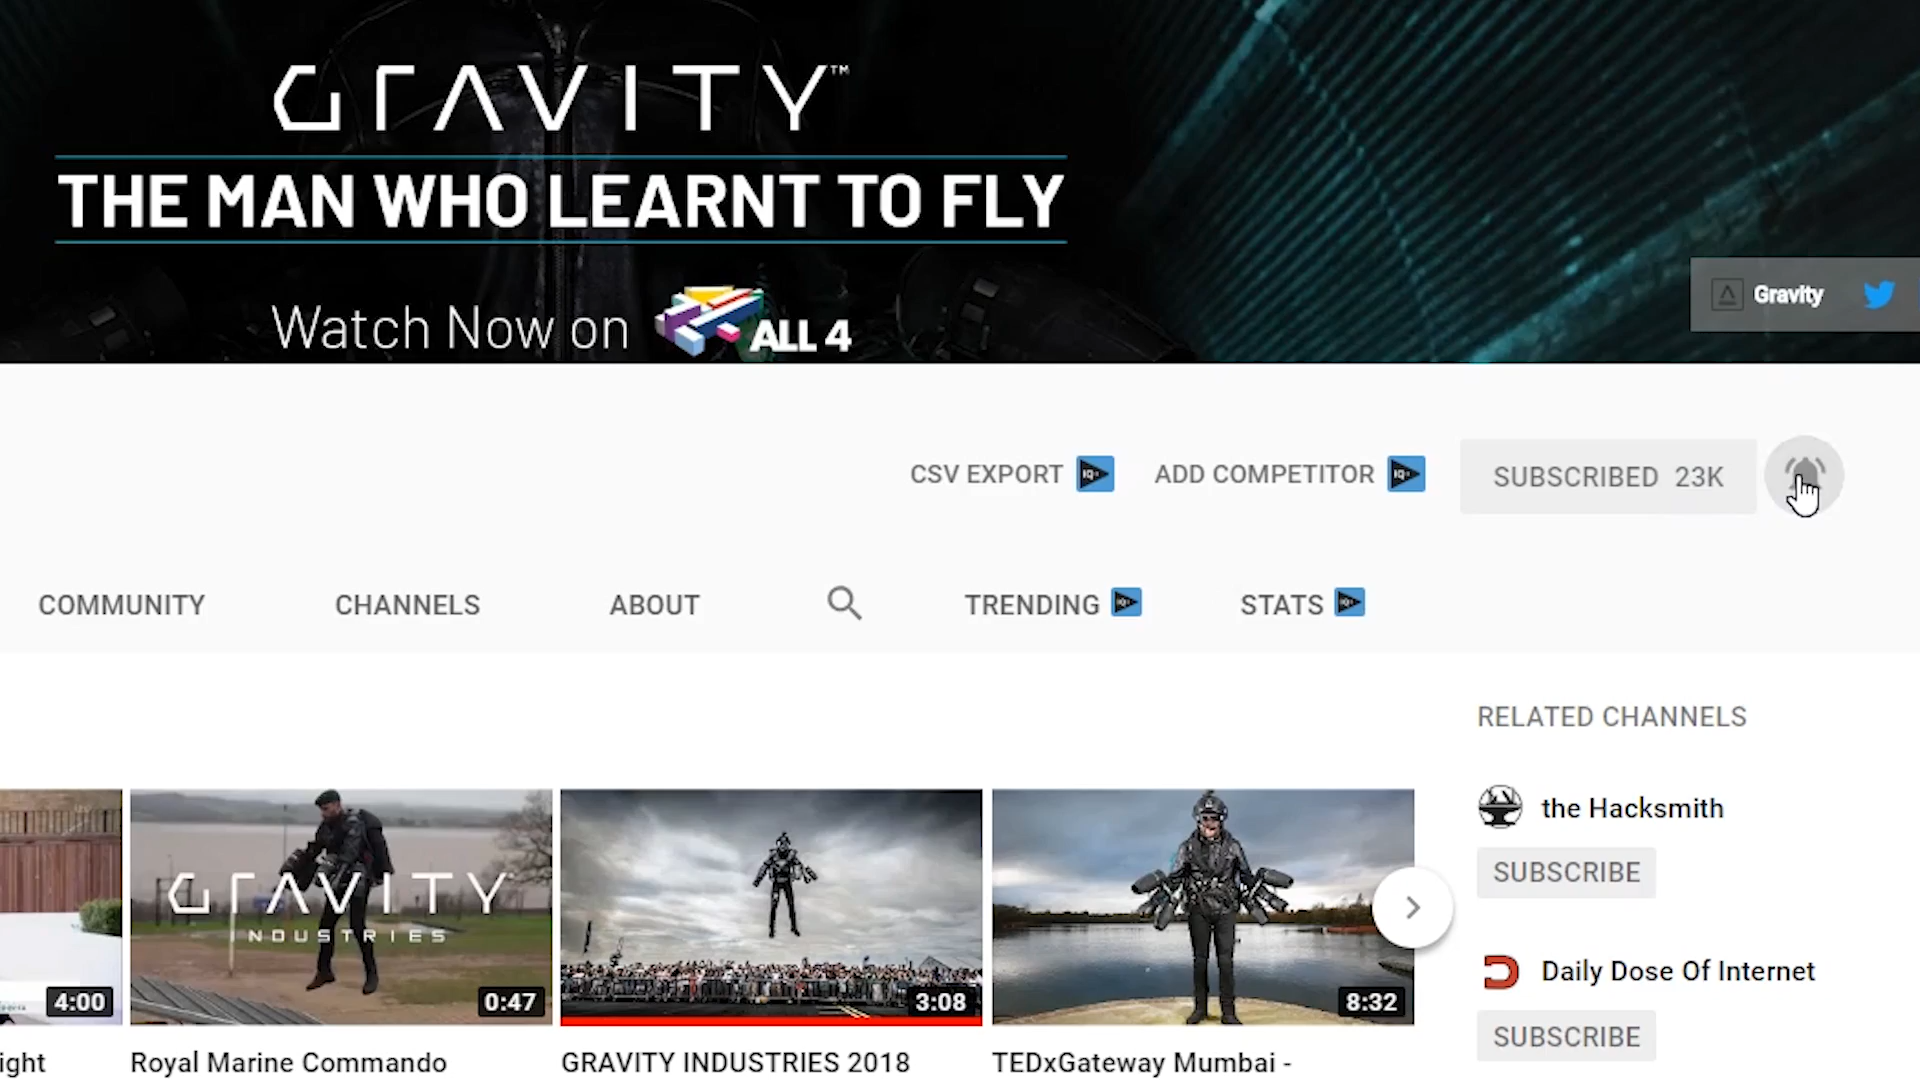 GRAVITY™
THE MAN WHO LEARNT TO FLY
Watch Now on ALL 4
Gravity
CSV EXPORT
ADD COMPETITOR
SUBSCRIBED 23K
COMMUNITY
CHANNELS
ABOUT
TRENDING
STATS
RELATED CHANNELS
the Hacksmith
SUBSCRIBE
Daily Dose Of Internet
SUBSCRIBE
4:00
GRAVITY
INDUSTRIES
0:47
3:08
8:32
ight
Royal Marine Commando
GRAVITY INDUSTRIES 2018
TEDxGateway Mumbai -